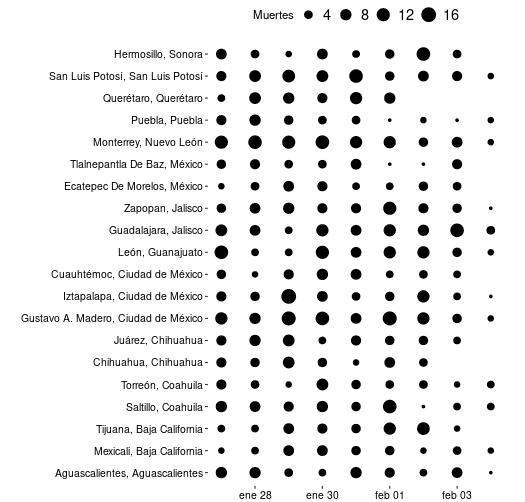 Muertes 4 8 12 16
Hermosillo, Sonora
San Luis Potosí, San Luis Potosí
Querétaro, Querétaro
Puebla, Puebla
Monterrey, Nuevo León
Tlalnepantla De Baz, México
Ecatepec De Morelos, México
Zapopan, Jalisco
Guadalajara, Jalisco
León, Guanajuato
Cuauhtémoc, Ciudad de México
Iztapalapa, Ciudad de México
Gustavo A. Madero, Ciudad de México
Juárez, Chihuahua
Chihuahua, Chihuahua
Torreón, Coahuila
Saltillo, Coahuila
Tijuana, Baja California
Mexicali, Baja California
Aguascalientes, Aguascalientes
ene 28 ene 30 feb 01 feb 03